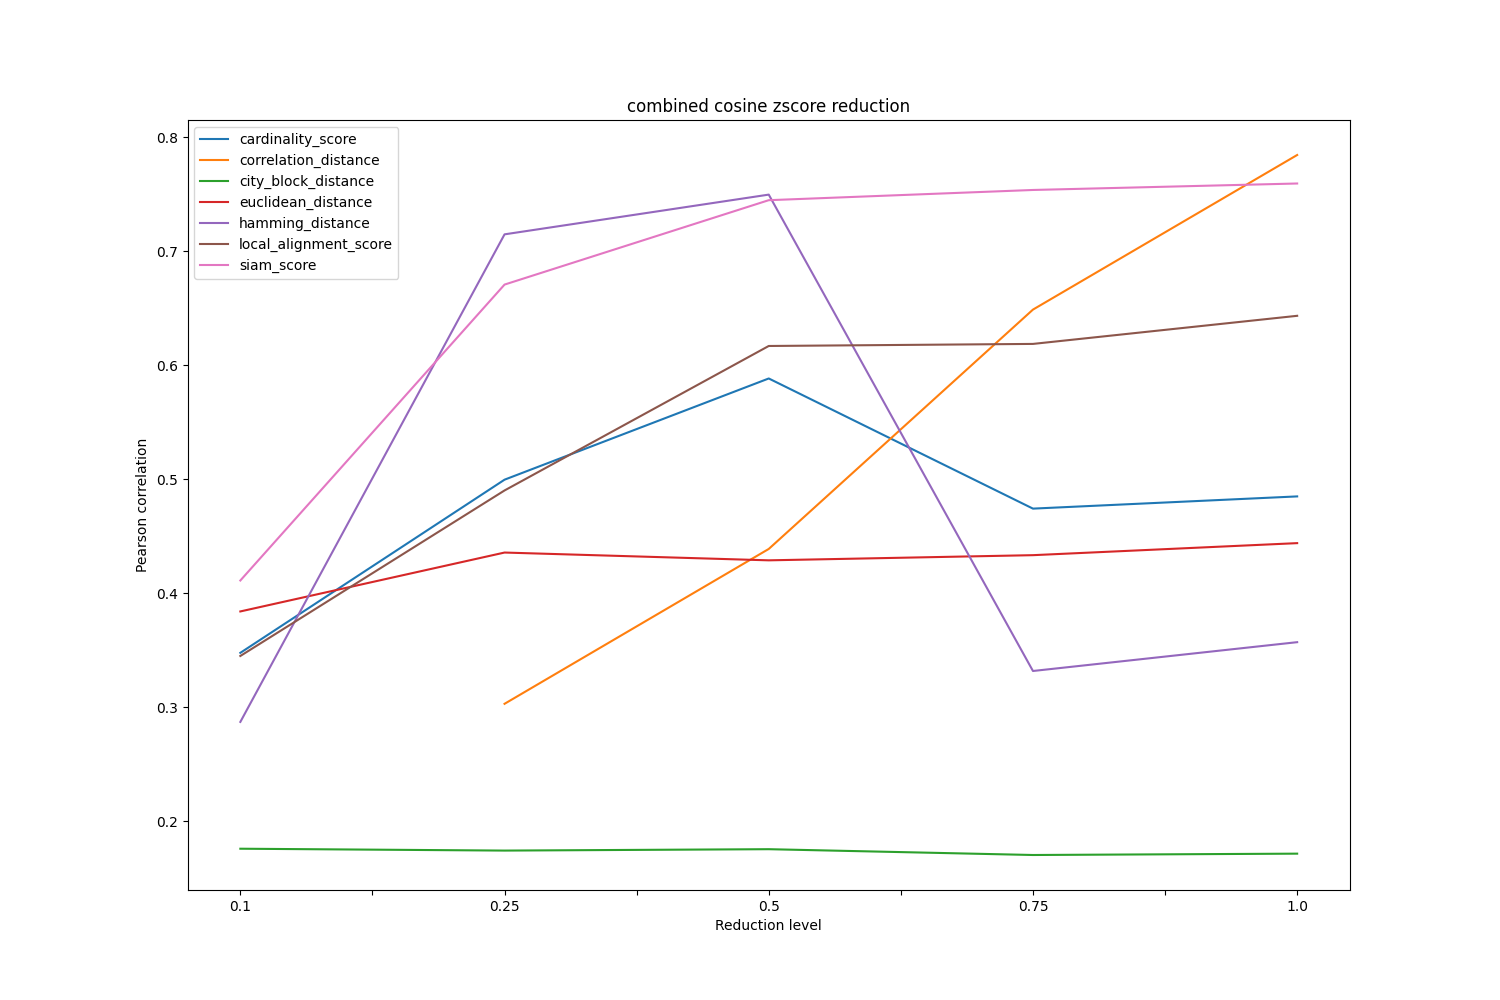 combined cosine zscore reduction
cardinality_score
correlation_distance
city_block_distance
euclidean_distance
hamming_distance
local_alignment_score
siam_score
Pearson correlation
0.8
0.7
0.6
0.5
0.4
0.3
0.2
0.1 0.25 0.5 0.75 1.0
Reduction level